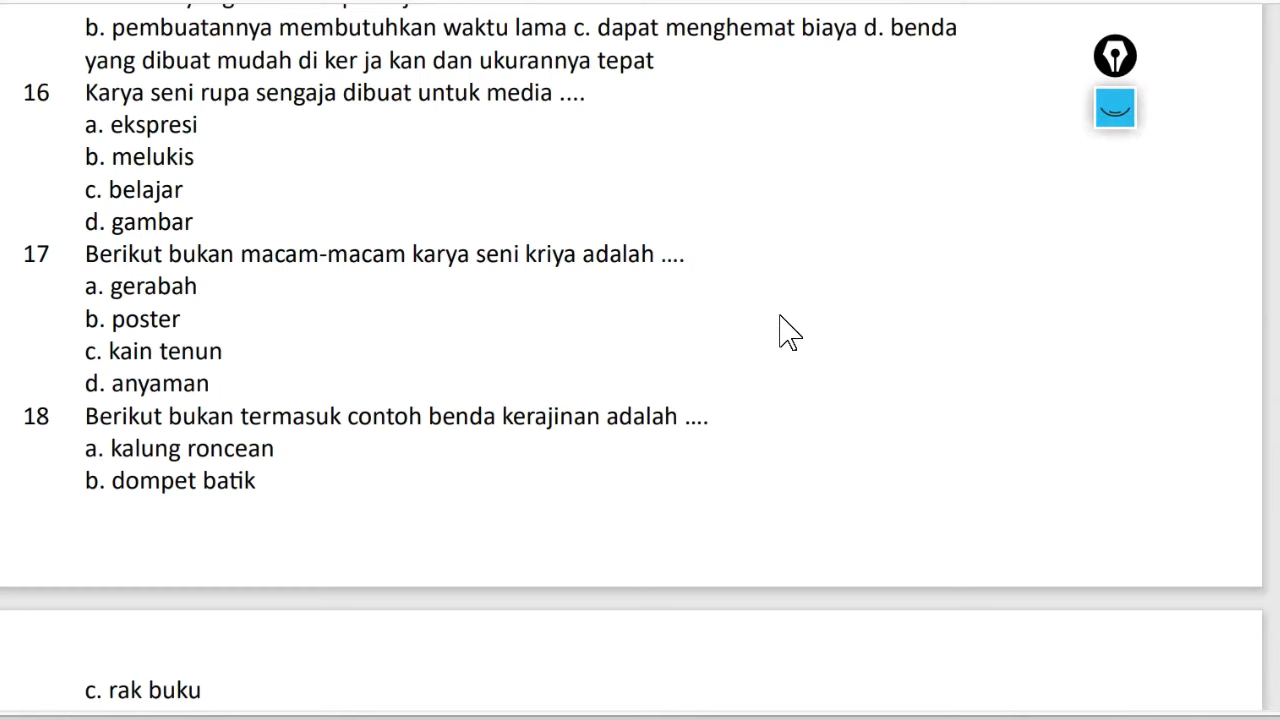 b. pembuatannya membutuhkan waktu lama c. dapat menghemat biaya d. benda
yang dibuat mudah di ker ja kan dan ukurannya tepat
16 Karya seni rupa sengaja dibuat untuk media ....
a. ekspresi
b. melukis
c. belajar
d. gambar
17 Berikut bukan macam-macam karya seni kriya adalah ....
a. gerabah
b. poster
c. kain tenun
d. anyaman
18 Berikut bukan termasuk contoh benda kerajinan adalah ....
a. kalung roncean
b. dompet batik
c. rak buku